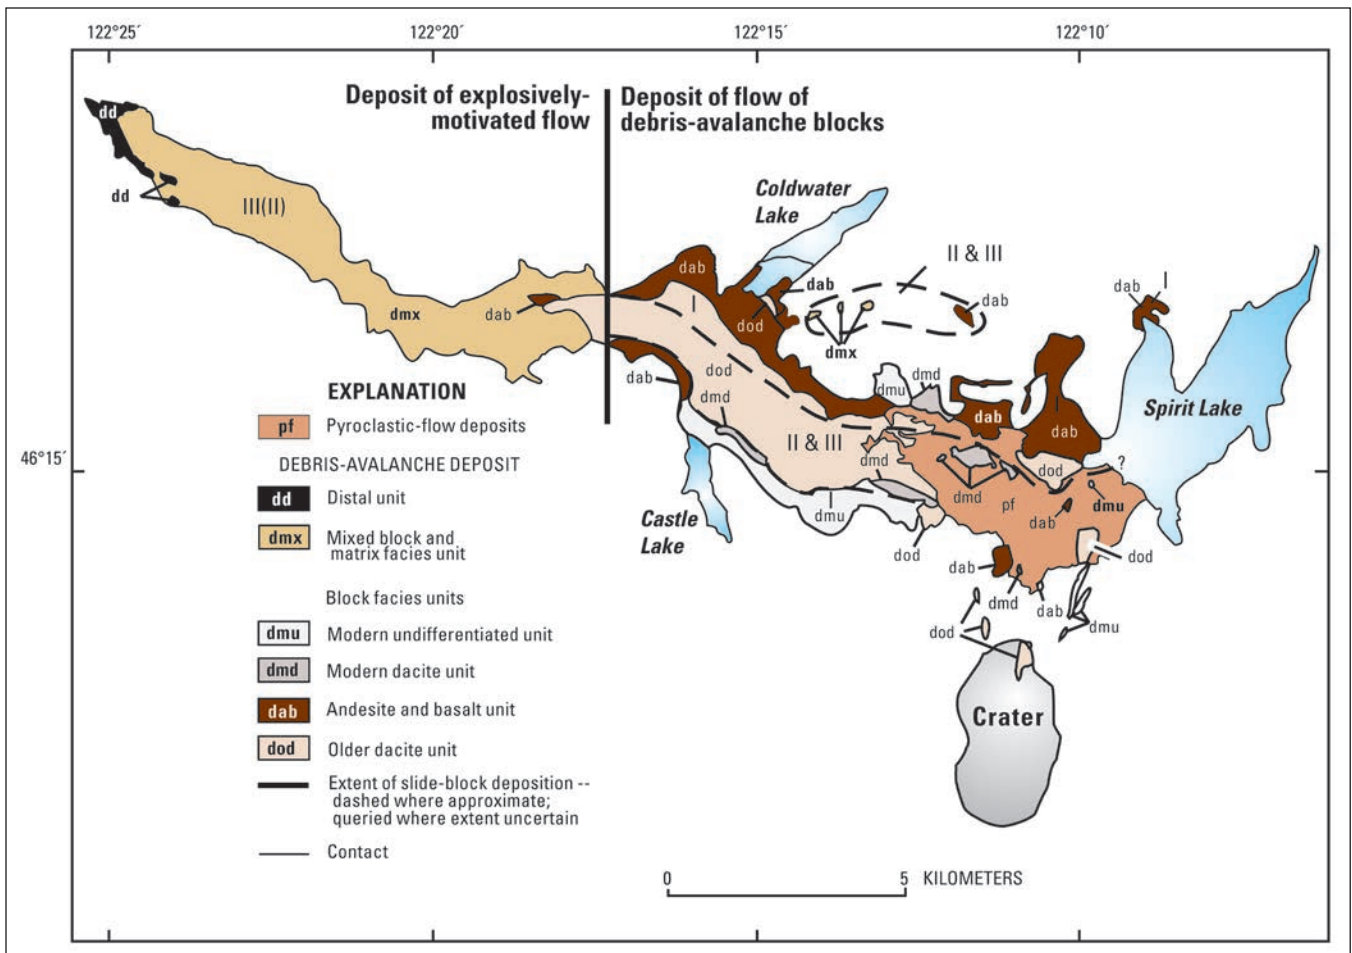 122°25′
122°20′
122°15′
122°10′
Deposit of explosively-
motivated flow
Deposit of flow of
debris-avalanche blocks
dd
dd
III(II)
Coldwater
Lake
II & III
dab
dab
dab
dab
I
I
dod
dmx
dab
dmx
dod
dab
dmd
dmu
dmd
dab
I
dab
Spirit Lake
46°15′
II & III
dmd
dod
?
dmd
pf
dmu
dab
dmu
Castle
Lake
dod
dod
dab
dmd
dab
dmu
dod
Crater
EXPLANATION
pf
Pyroclastic-flow deposits
DEBRIS-AVALANCHE DEPOSIT
dd
Distal unit
dmx
Mixed block and
matrix facies unit
Block facies units
dmu
Modern undifferentiated unit
dmd
Modern dacite unit
dab
Andesite and basalt unit
dod
Older dacite unit
Extent of slide-block deposition --
dashed where approximate;
queried where extent uncertain
Contact
0
5 KILOMETERS